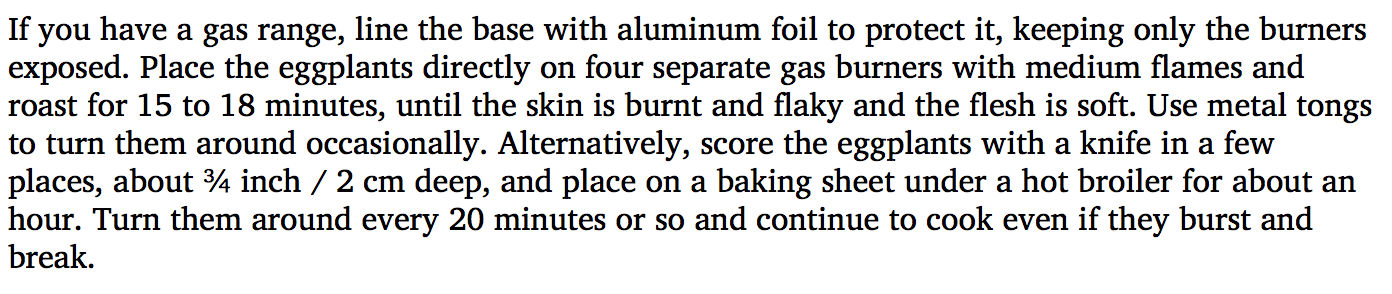 If you have a gas range, line the base with aluminum foil to protect it, keeping only the burners
exposed. Place the eggplants directly on four separate gas burners with medium flames and
roast for 15 to 18 minutes, until the skin is burnt and flaky and the flesh is soft. Use metal tongs
to turn them around occasionally. Alternatively, score the eggplants with a knife in a few
places, about ¾ inch / 2 cm deep, and place on a baking sheet under a hot broiler for about an
hour. Turn them around every 20 minutes or so and continue to cook even if they burst and
break.